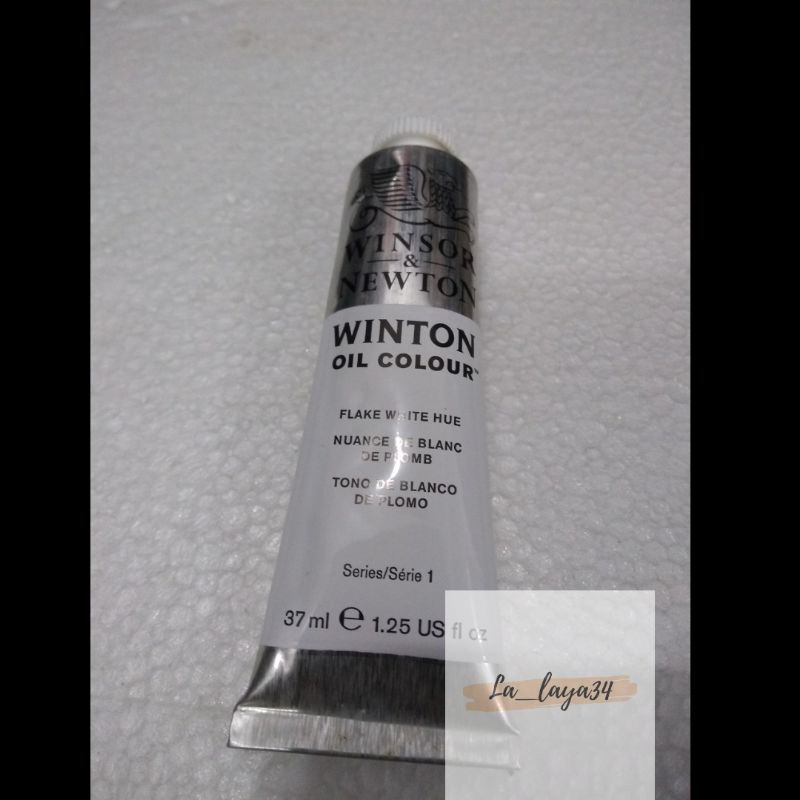 WINSOR
&
NEWTON
WINTON
OIL COLOUR™
FLAKE WHITE HUE
NUANCE DE BLANC
DE PLOMB
TONO DE BLANCO
DE PLOMO
Series/Série 1
37 ml ℮ 1.25 US fl oz
La_laya34